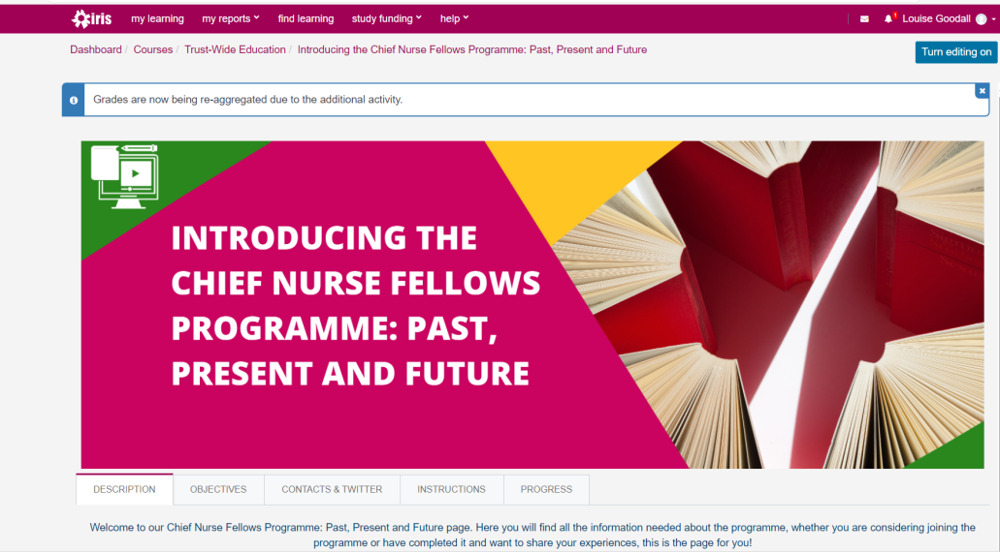 iris my learning my reports find learning study funding help Louise Goodall
Dashboard / Courses / Trust-Wide Education / Introducing the Chief Nurse Fellows Programme: Past, Present and Future
Turn editing on
Grades are now being re-aggregated due to the additional activity.
INTRODUCING THE
CHIEF NURSE FELLOWS
PROGRAMME: PAST,
PRESENT AND FUTURE
DESCRIPTION OBJECTIVES CONTACTS & TWITTER INSTRUCTIONS PROGRESS
Welcome to our Chief Nurse Fellows Programme: Past, Present and Future page. Here you will find all the information needed about the programme, whether you are considering joining the
programme or have completed it and want to share your experiences, this is the page for you!